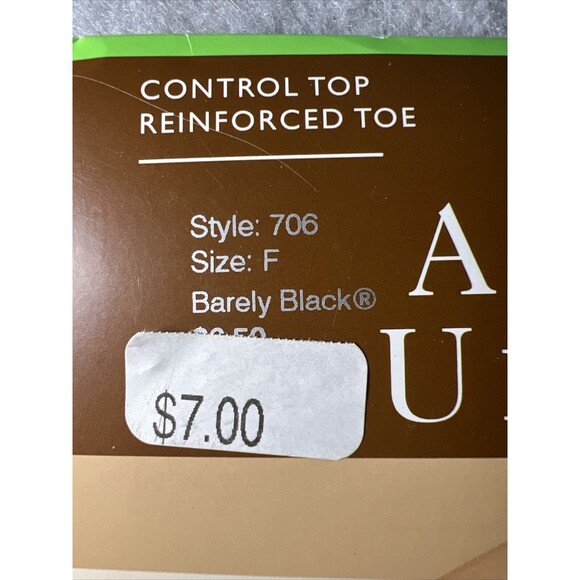 CONTROL TOP
REINFORCED TOE
Style: 706
Size: F
Barely Black®
$7.00
A
U